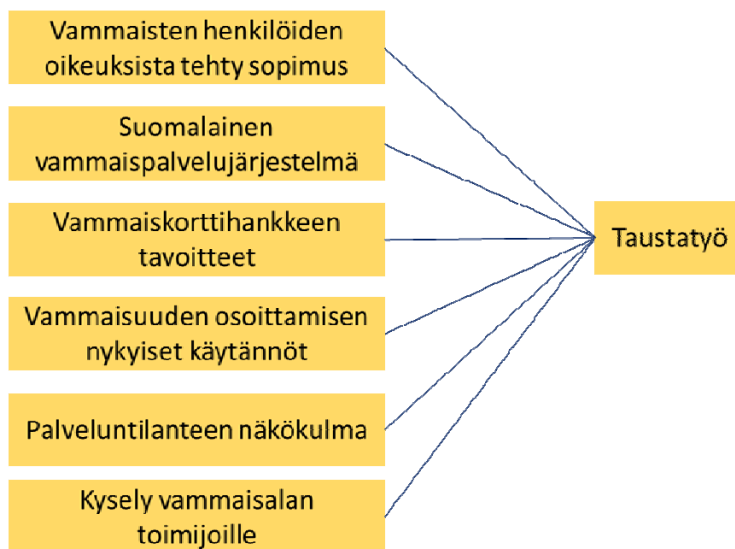 Vammaisten henkilöiden
oikeuksista tehty sopimus
Suomalainen
vammaispalvelujärjestelmä
Vammaiskorttihankkeen
tavoitteet
Vammaisuuden osoittamisen
nykyiset käytännöt
Palveluntilanteen näkökulma
Kysely vammaisalan
toimijoille
Taustatyö